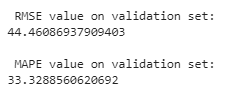 RMSE value on validation set:
44.46086937909403
MAPE value on validation set:
33.3288560620692